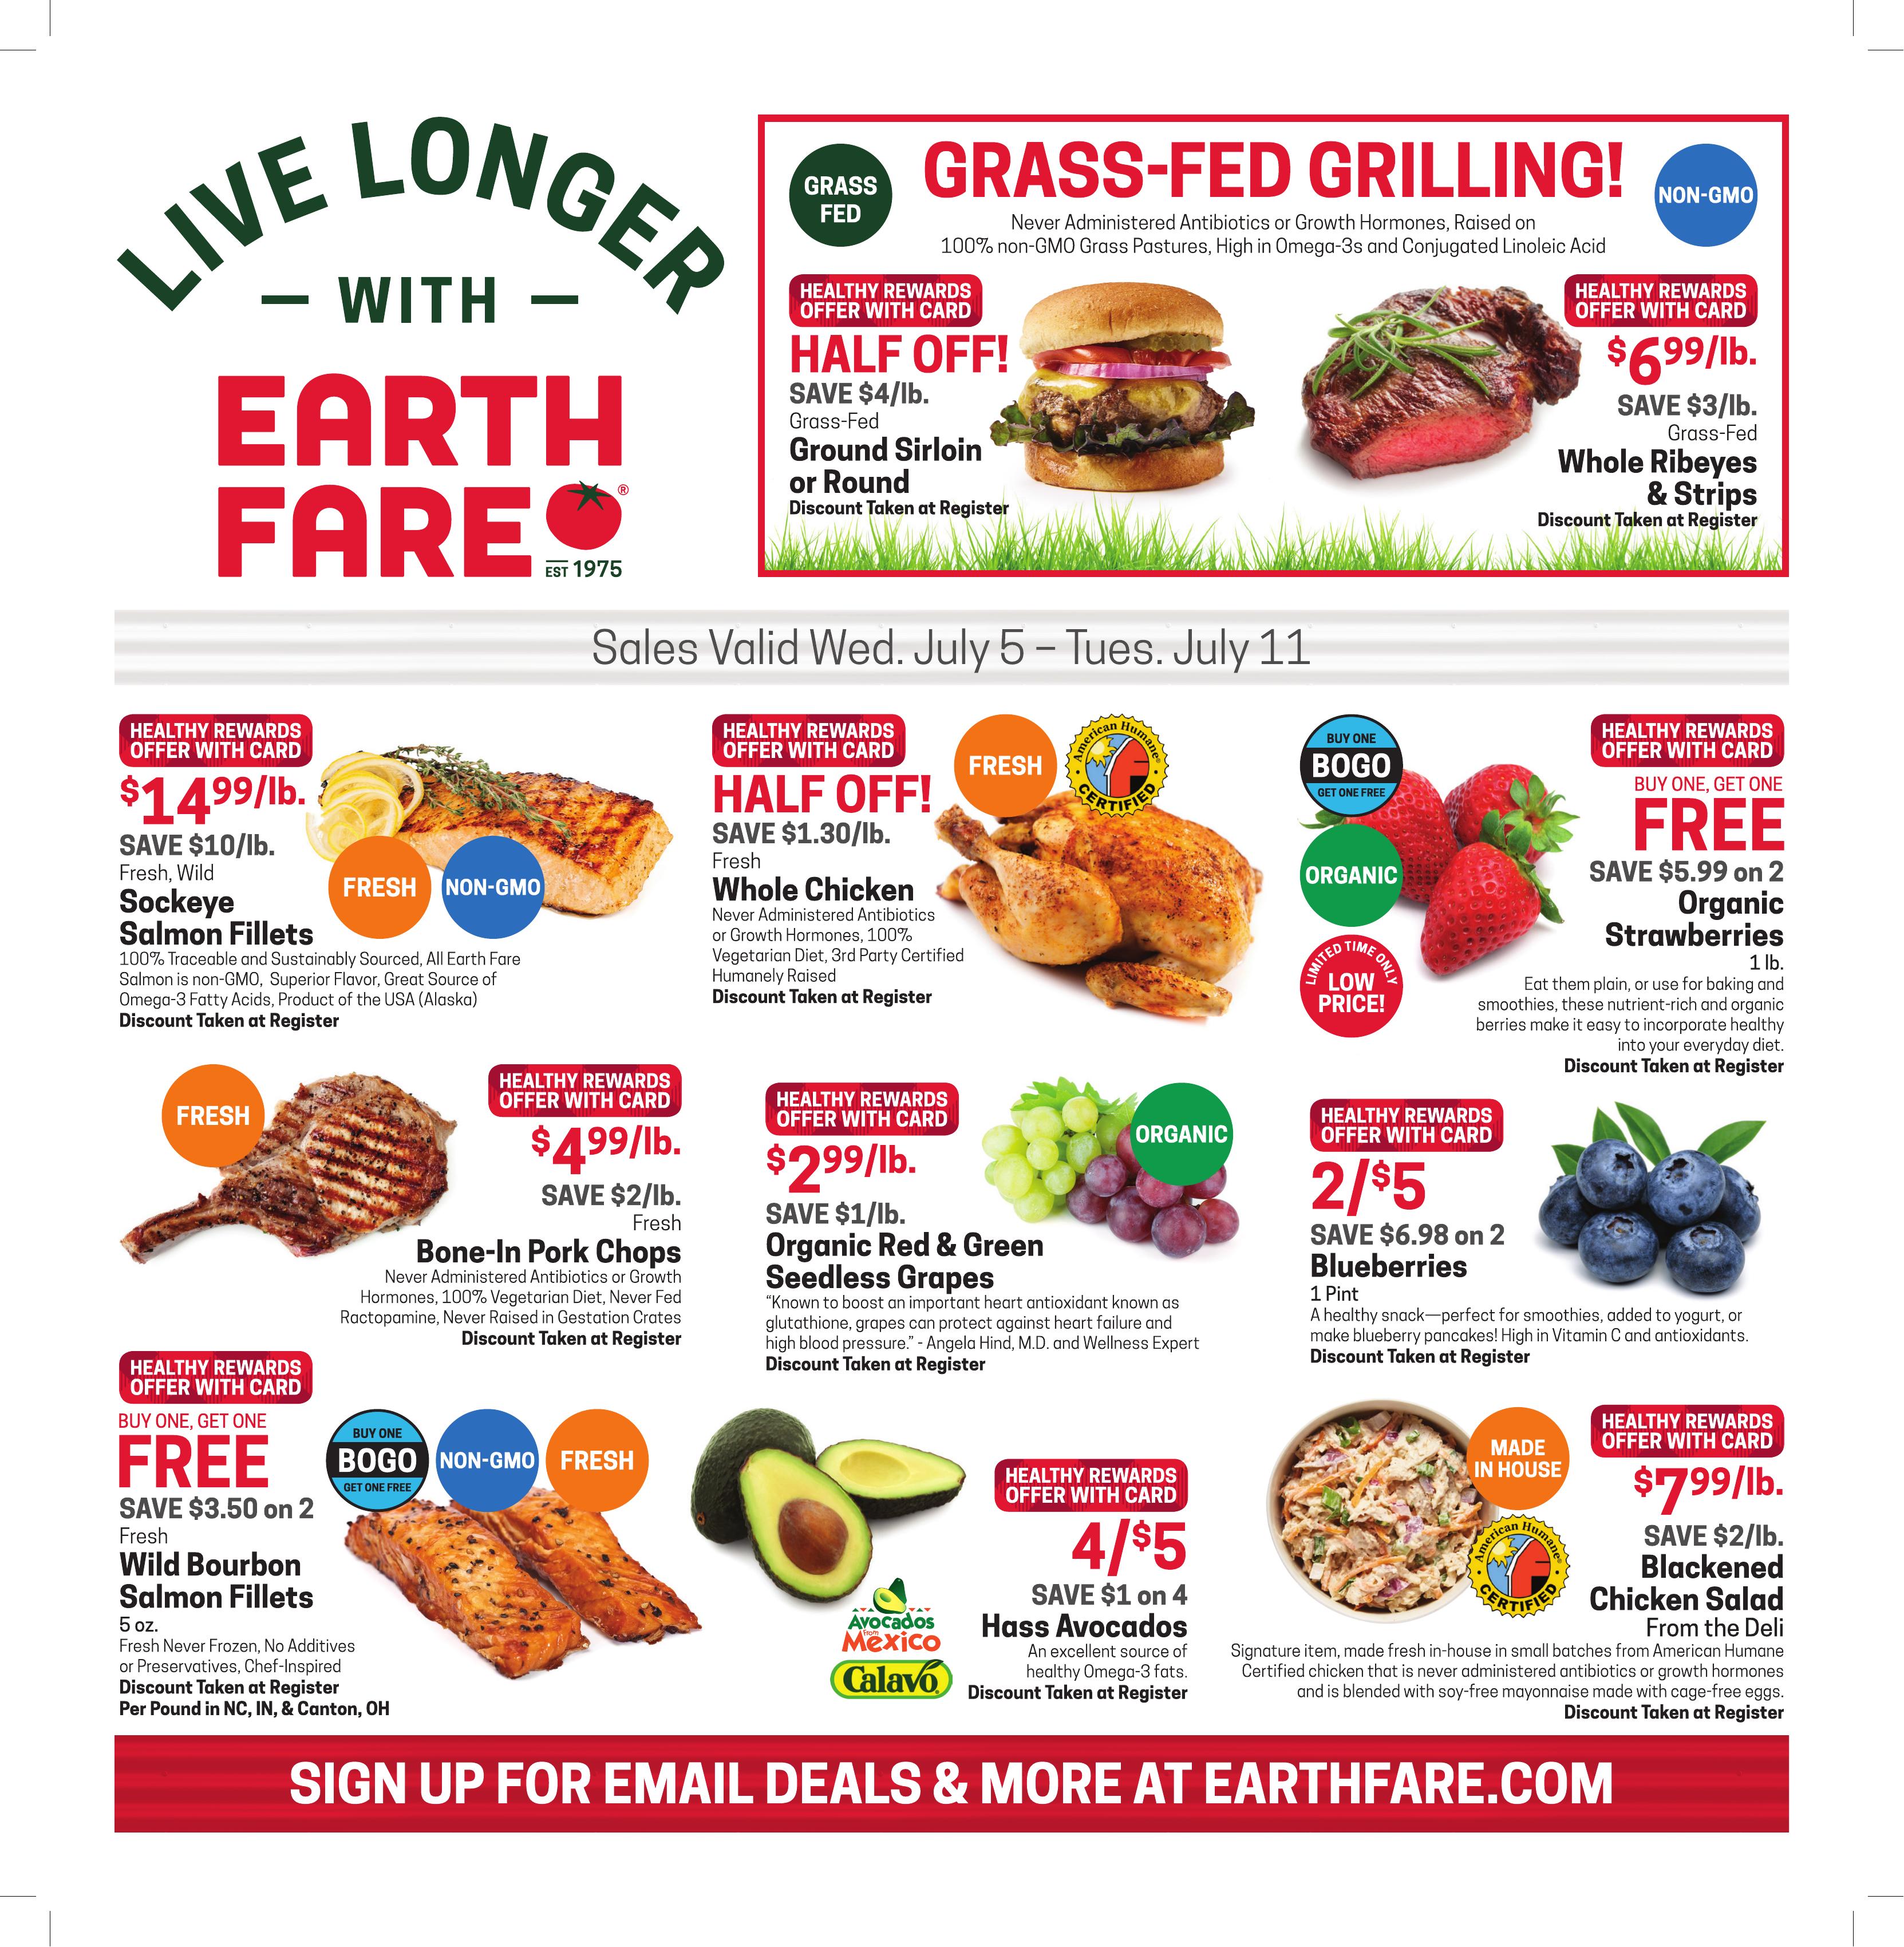 LIVE LONGER
— WITH —
EARTH
FARE®
EST 1975
GRASS
FED
GRASS-FED GRILLING!
NON-GMO
Never Administered Antibiotics or Growth Hormones, Raised on
100% non-GMO Grass Pastures, High in Omega-3s and Conjugated Linoleic Acid
HEALTHY REWARDS
OFFER WITH CARD
HALF OFF!
SAVE $4/lb.
Grass-Fed
Ground Sirloin
or Round
Discount Taken at Register
HEALTHY REWARDS
OFFER WITH CARD
$699/lb.
SAVE $3/lb.
Grass-Fed
Whole Ribeyes
& Strips
Discount Taken at Register
Sales Valid Wed. July 5 – Tues. July 11
HEALTHY REWARDS
OFFER WITH CARD
$1499/lb.
SAVE $10/lb.
Fresh, Wild
Sockeye
Salmon Fillets
FRESH
NON-GMO
100% Traceable and Sustainably Sourced, All Earth Fare
Salmon is non-GMO, Superior Flavor, Great Source of
Omega-3 Fatty Acids, Product of the USA (Alaska)
Discount Taken at Register
HEALTHY REWARDS
OFFER WITH CARD
HALF OFF!
SAVE $1.30/lb.
Fresh
Whole Chicken
Never Administered Antibiotics
or Growth Hormones, 100%
Vegetarian Diet, 3rd Party Certified
Humanely Raised
Discount Taken at Register
FRESH
American Humane®
CERTIFIED
BUY ONE
BOGO
GET ONE FREE
ORGANIC
LIMITED TIME ONLY
LOW
PRICE!
HEALTHY REWARDS
OFFER WITH CARD
BUY ONE, GET ONE
FREE
SAVE $5.99 on 2
Organic
Strawberries
1 lb.
Eat them plain, or use for baking and
smoothies, these nutrient-rich and organic
berries make it easy to incorporate healthy
into your everyday diet.
Discount Taken at Register
FRESH
HEALTHY REWARDS
OFFER WITH CARD
$499/lb.
SAVE $2/lb.
Fresh
Bone-In Pork Chops
Never Administered Antibiotics or Growth
Hormones, 100% Vegetarian Diet, Never Fed
Ractopamine, Never Raised in Gestation Crates
Discount Taken at Register
HEALTHY REWARDS
OFFER WITH CARD
$299/lb.
SAVE $1/lb.
Organic Red & Green
Seedless Grapes
ORGANIC
“Known to boost an important heart antioxidant known as
glutathione, grapes can protect against heart failure and
high blood pressure.” - Angela Hind, M.D. and Wellness Expert
Discount Taken at Register
HEALTHY REWARDS
OFFER WITH CARD
2/$5
SAVE $6.98 on 2
Blueberries
1 Pint
A healthy snack—perfect for smoothies, added to yogurt, or
make blueberry pancakes! High in Vitamin C and antioxidants.
Discount Taken at Register
HEALTHY REWARDS
OFFER WITH CARD
BUY ONE, GET ONE
FREE
SAVE $3.50 on 2
Fresh
Wild Bourbon
Salmon Fillets
5 oz.
Fresh Never Frozen, No Additives
or Preservatives, Chef-Inspired
Discount Taken at Register
Per Pound in NC, IN, & Canton, OH
BUY ONE
BOGO
GET ONE FREE
NON-GMO
FRESH
AVOCADOS
from
MEXICO
Calavo®
HEALTHY REWARDS
OFFER WITH CARD
4/$5
SAVE $1 on 4
Hass Avocados
An excellent source of
healthy Omega-3 fats.
Discount Taken at Register
MADE
IN HOUSE
American Humane®
CERTIFIED
HEALTHY REWARDS
OFFER WITH CARD
$799/lb.
SAVE $2/lb.
Blackened
Chicken Salad
From the Deli
Signature item, made fresh in-house in small batches from American Humane
Certified chicken that is never administered antibiotics or growth hormones
and is blended with soy-free mayonnaise made with cage-free eggs.
Discount Taken at Register
SIGN UP FOR EMAIL DEALS & MORE AT EARTHFARE.COM